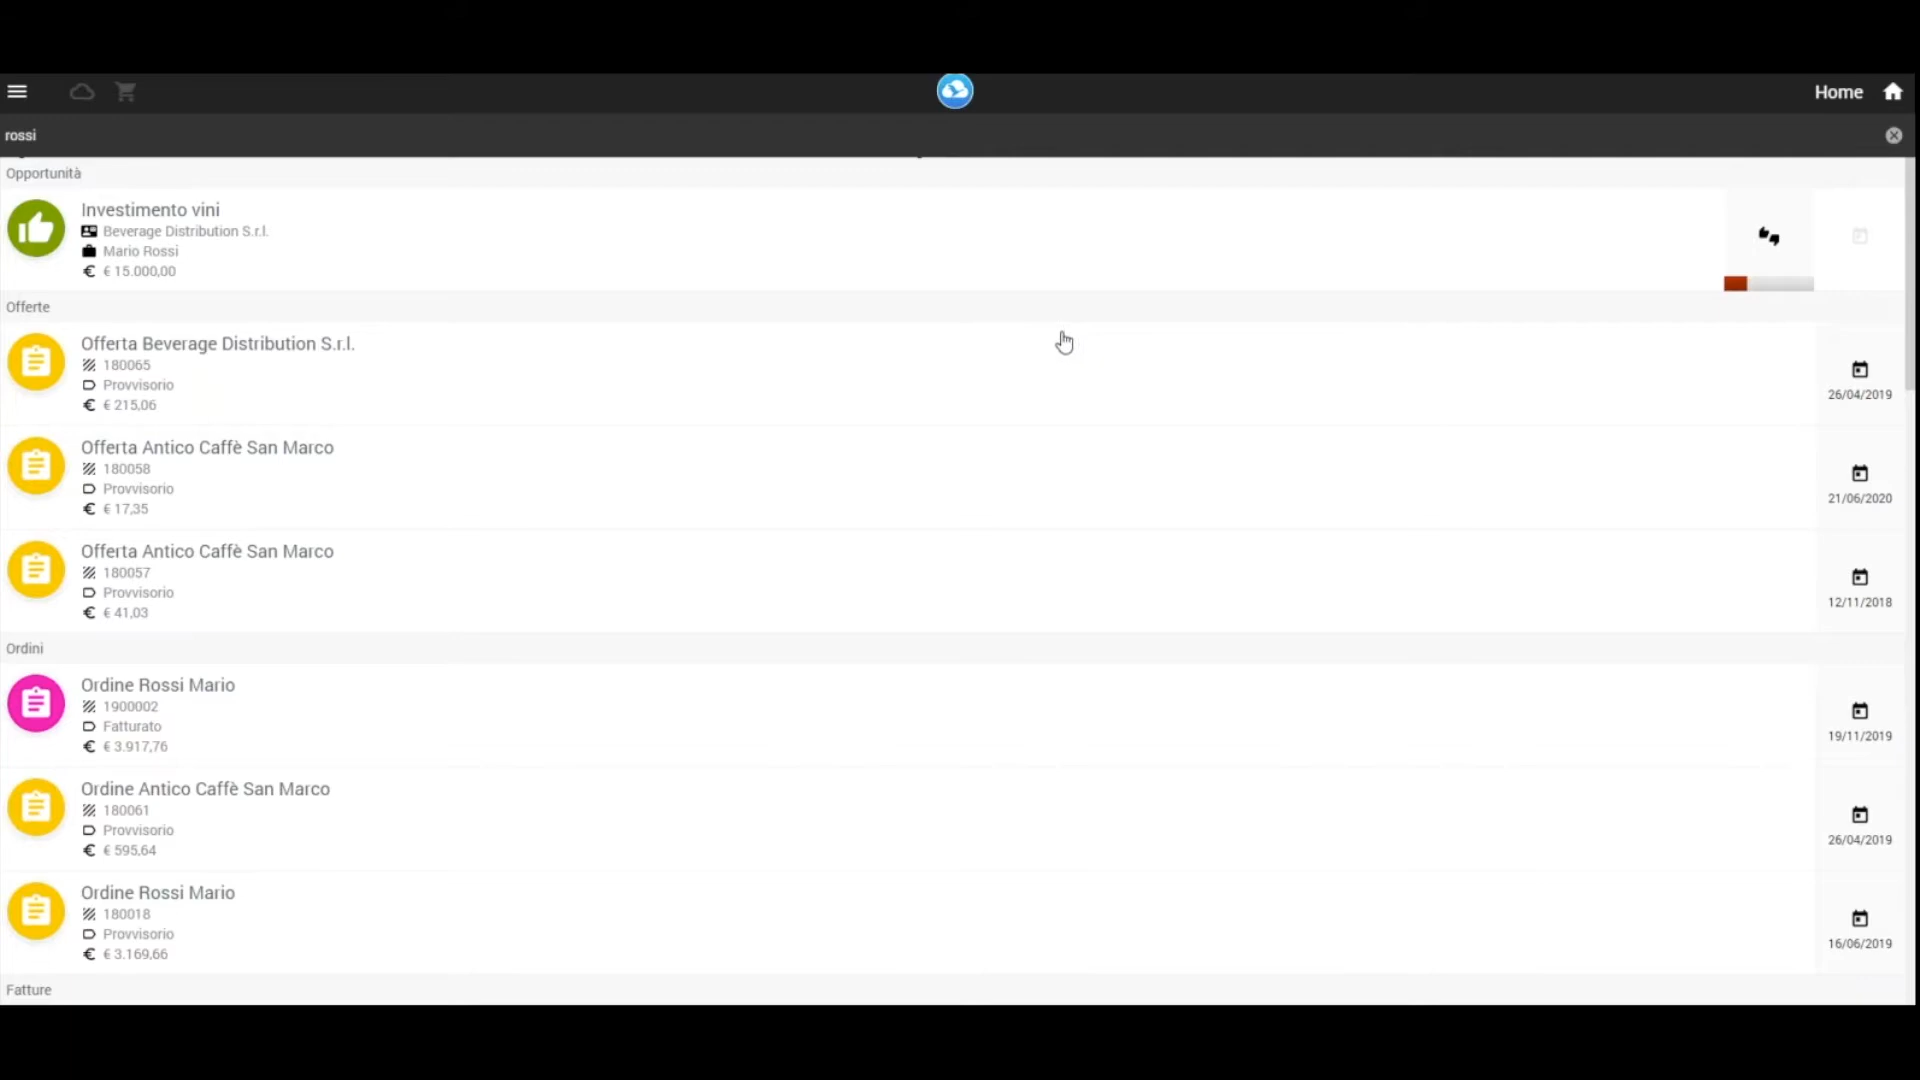 Home
rossi
Opportunità
Investimento vini
Beverage Distribution S.r.l.
Mario Rossi
€ 15.000,00
Offerte
Offerta Beverage Distribution S.r.l.
180065
Provvisorio
€ 215,06
26/04/2019
Offerta Antico Caffè San Marco
180058
Provvisorio
€ 17,35
21/06/2020
Offerta Antico Caffè San Marco
180057
Provvisorio
€ 41,03
12/11/2018
Ordini
Ordine Rossi Mario
1900002
Fatturato
€ 3.917,76
19/11/2019
Ordine Antico Caffè San Marco
180061
Provvisorio
€ 595,64
26/04/2019
Ordine Rossi Mario
180018
Provvisorio
€ 3.169,66
16/06/2019
Fatture